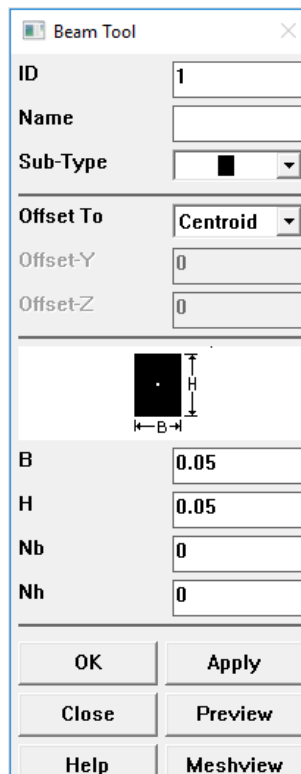 Beam Tool
ID 1
Name
Sub-Type
Offset To Centroid
Offset-Y 0
Offset-Z 0
H
B
B 0.05
H 0.05
Nb 0
Nh 0
OK Apply
Close Preview
Help Meshview